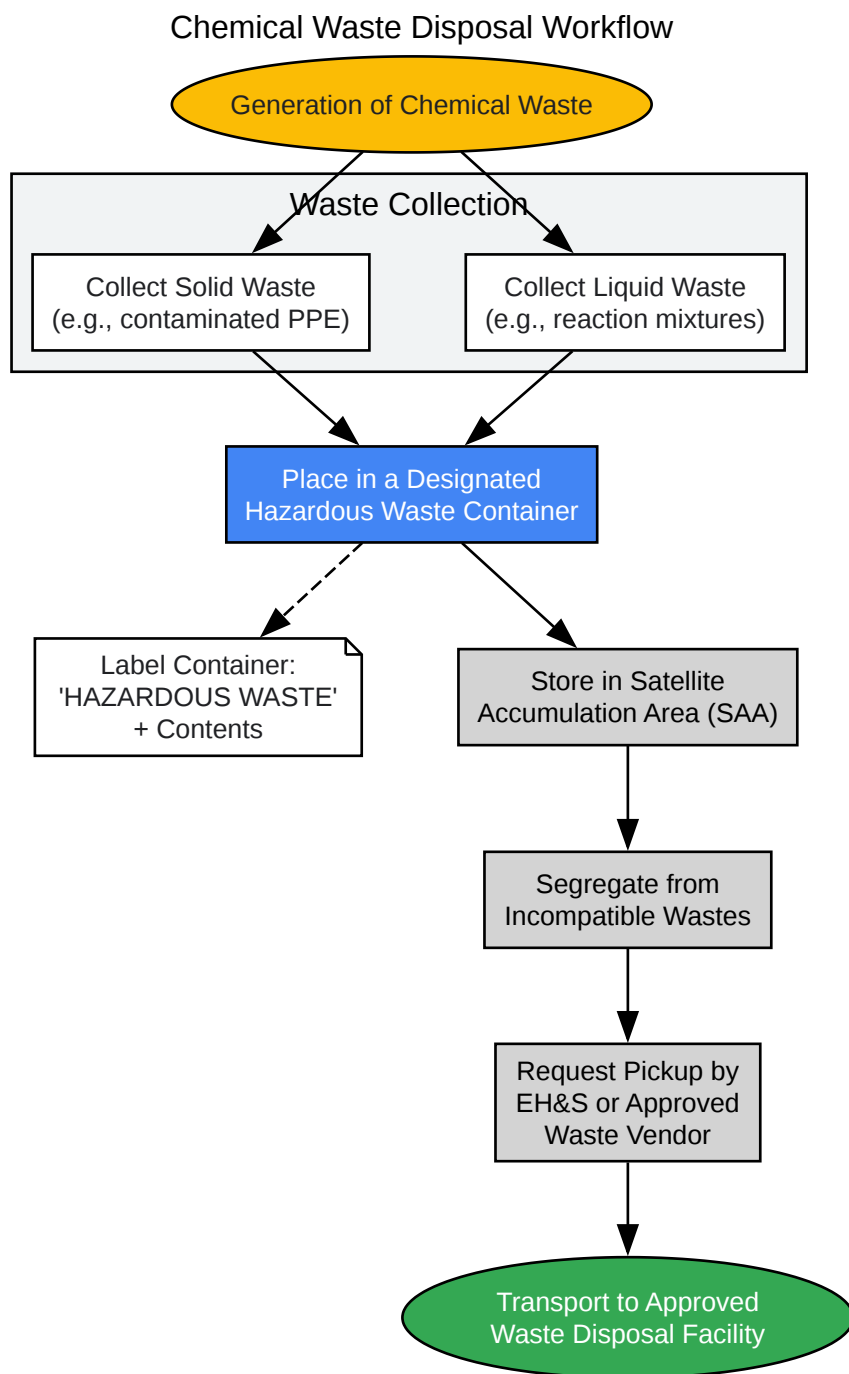 Chemical Waste Disposal Workflow
Generation of Chemical Waste
Waste Collection
Collect Solid Waste
(e.g., contaminated PPE)
Collect Liquid Waste
(e.g., reaction mixtures)
Place in a Designated
Hazardous Waste Container
Label Container:
'HAZARDOUS WASTE'
+ Contents
Store in Satellite
Accumulation Area (SAA)
Segregate from
Incompatible Wastes
Request Pickup by
EH&S or Approved
Waste Vendor
Transport to Approved
Waste Disposal Facility